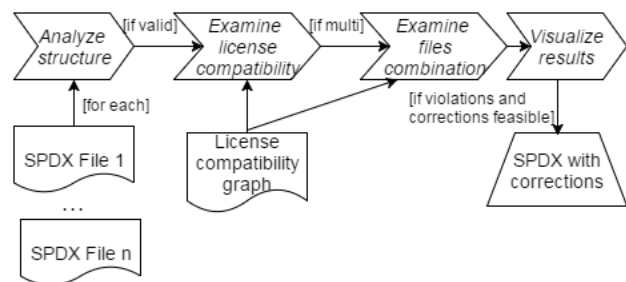 Analyze
structure
[if valid]
Examine
license
compatibility
[if multi]
Examine
files
combination
Visualize
results
[for each]
[if violations and
corrections feasible]
SPDX File 1
...
SPDX File n
License
compatibility
graph
SPDX with
corrections